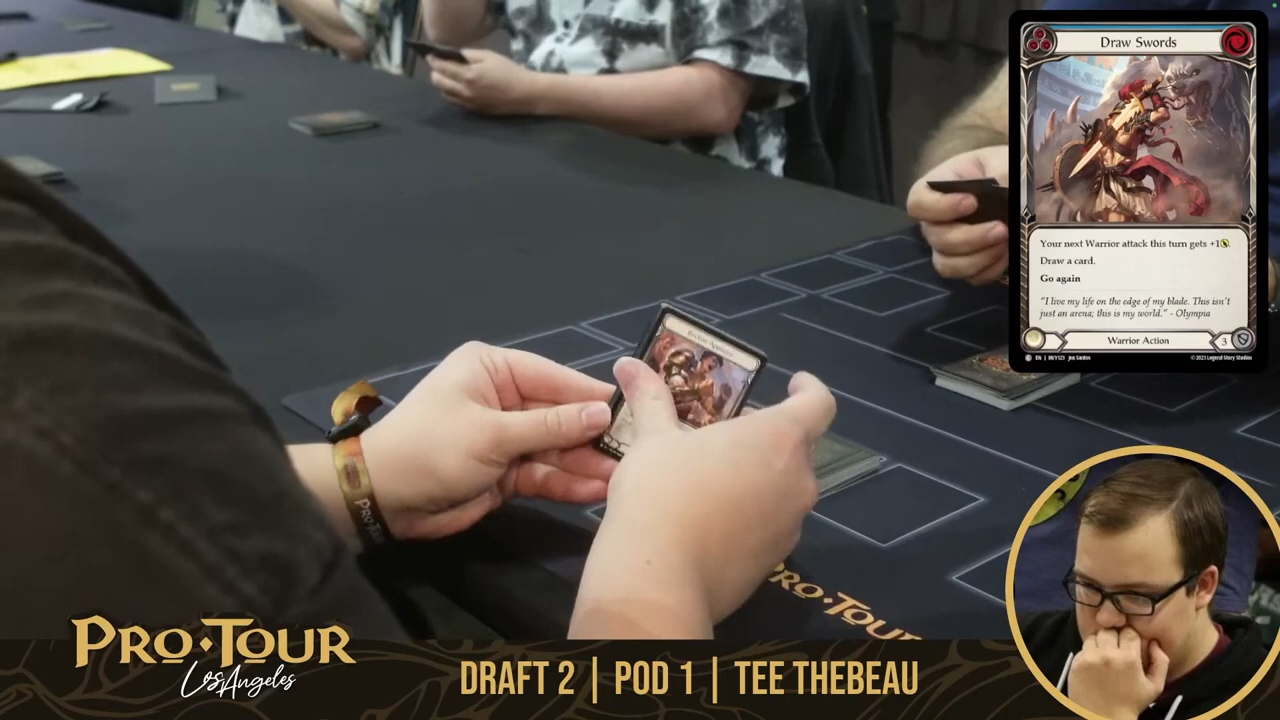 Draw Swords
Your next Warrior attack this turn gets +1
Draw a card.
Go again
"I live my life on the edge of my blade. This isn't
just an arena; this is my world." - Olympia
Warrior Action
3
PRO TOUR
PRO TOUR
Los Angeles
DRAFT 2 | POD 1 | TEE THEBEAU